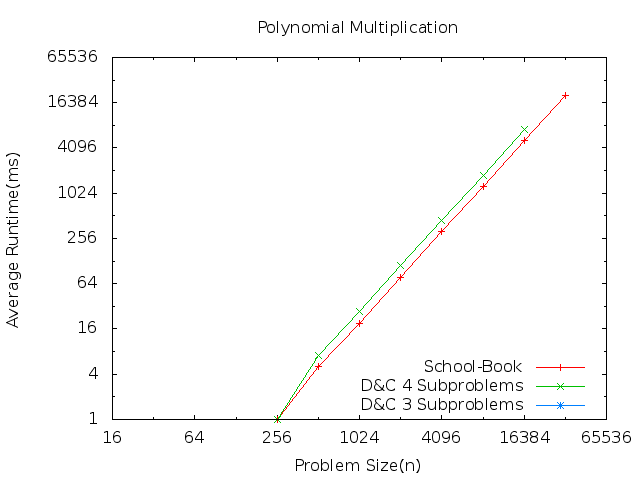 Polynomial Multiplication
65536
16384
4096
1024
256
64
16
4
1
Average Runtime(ms)
School-Book
D&C 4 Subproblems
D&C 3 Subproblems
16 64 256 1024 4096 16384 65536
Problem Size(n)